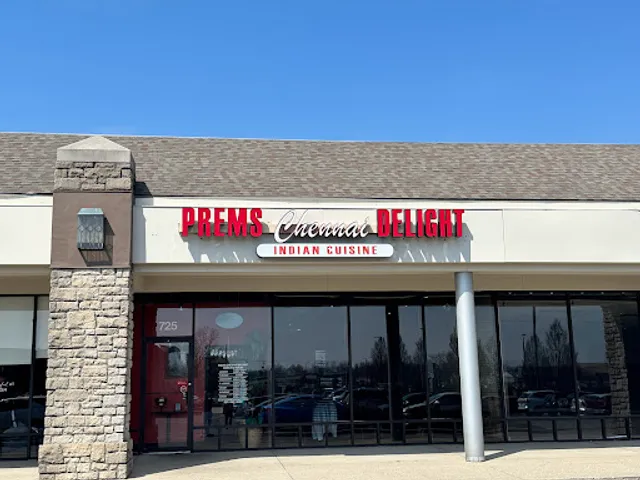 PREMS Chennai DELIGHT
INDIAN CUISINE
725